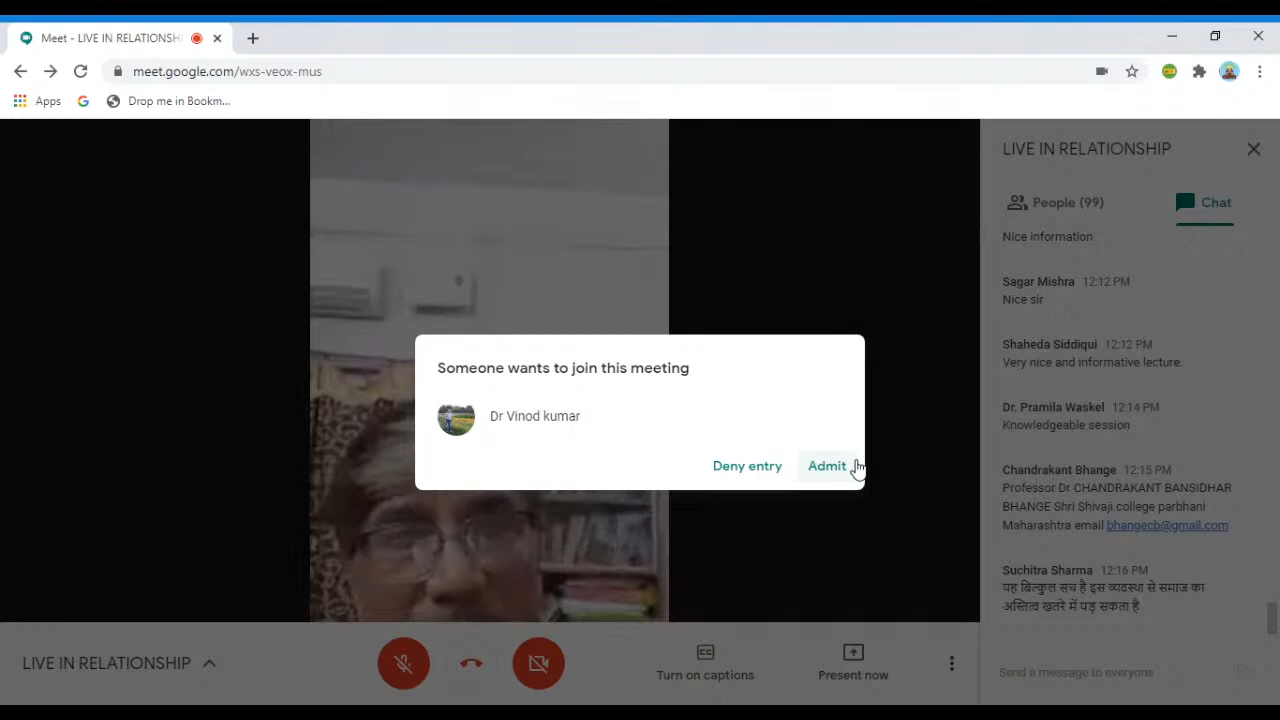 Meet - LIVE IN RELATIONSH
meet.google.com/wxs-veox-mus
Apps
Drop me in Bookm...
LIVE IN RELATIONSHIP
People (99)
Chat
Nice information
Sagar Mishra 12:12 PM
Nice sir
Shaheda Siddiqui 12:12 PM
Very nice and informative lecture.
Dr. Pramila Waskel 12:14 PM
Knowledgeable session
Chandrakant Bhange 12:15 PM
Professor Dr CHANDRAKANT BANSIDHAR
BHANGE Shri Shivaji college parbhani
Maharashtra email bhangecb@gmail.com
Suchitra Sharma 12:16 PM
यह बिल्कुल सच है इस व्यवस्था से समाज का
अस्तित्व खतरे में पड़ सकता है
Someone wants to join this meeting
Dr Vinod kumar
Deny entry
Admit
LIVE IN RELATIONSHIP
CC
Turn on captions
Present now
Send a message to everyone